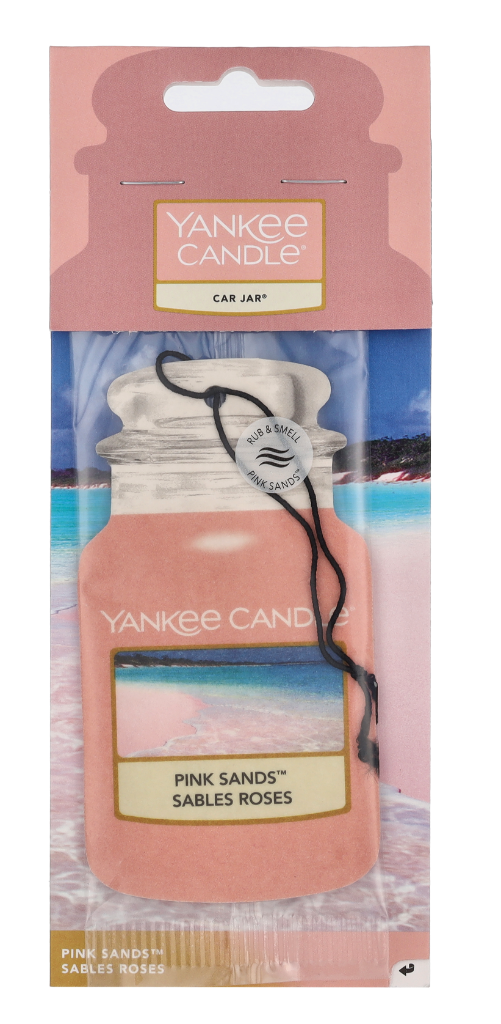 YANKEE
CANDLE®
CAR JAR®
RUB & SMELL
PINK SANDS™
YANKEE CANDLE®
PINK SANDS™
SABLES ROSES
PINK SANDS™
SABLES ROSES